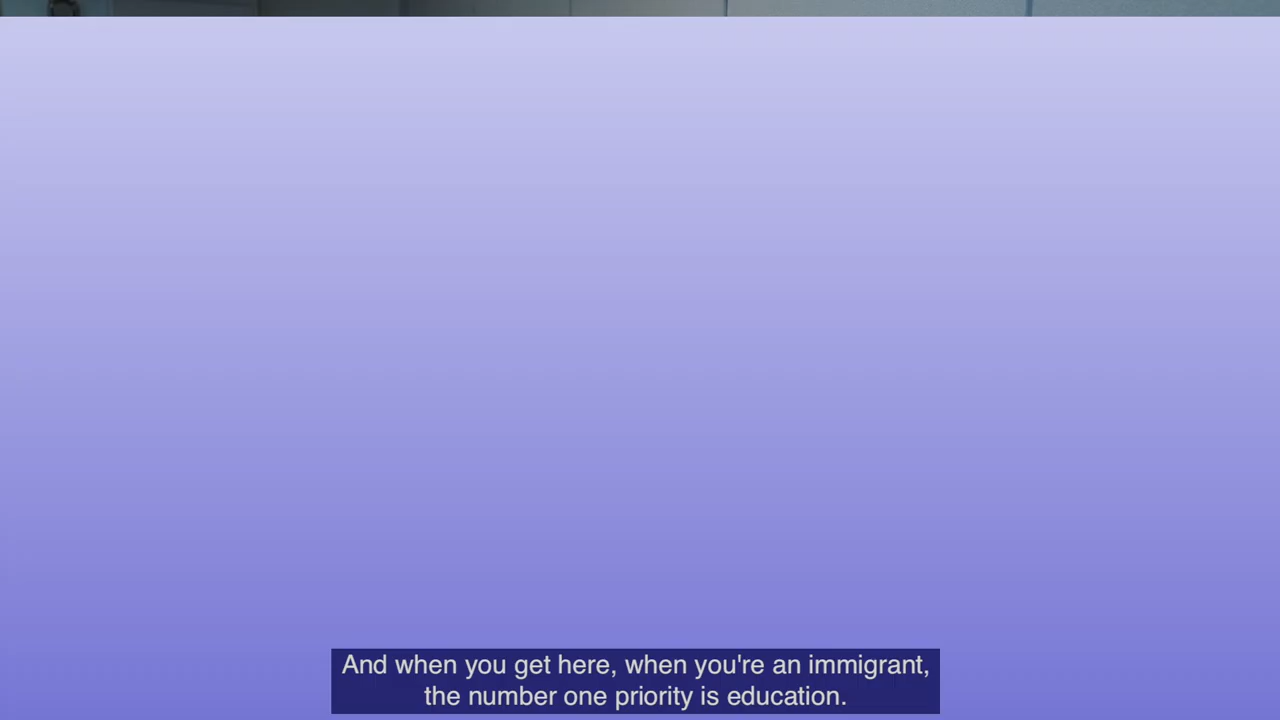 And when you get here, when you're an immigrant,
the number one priority is education.